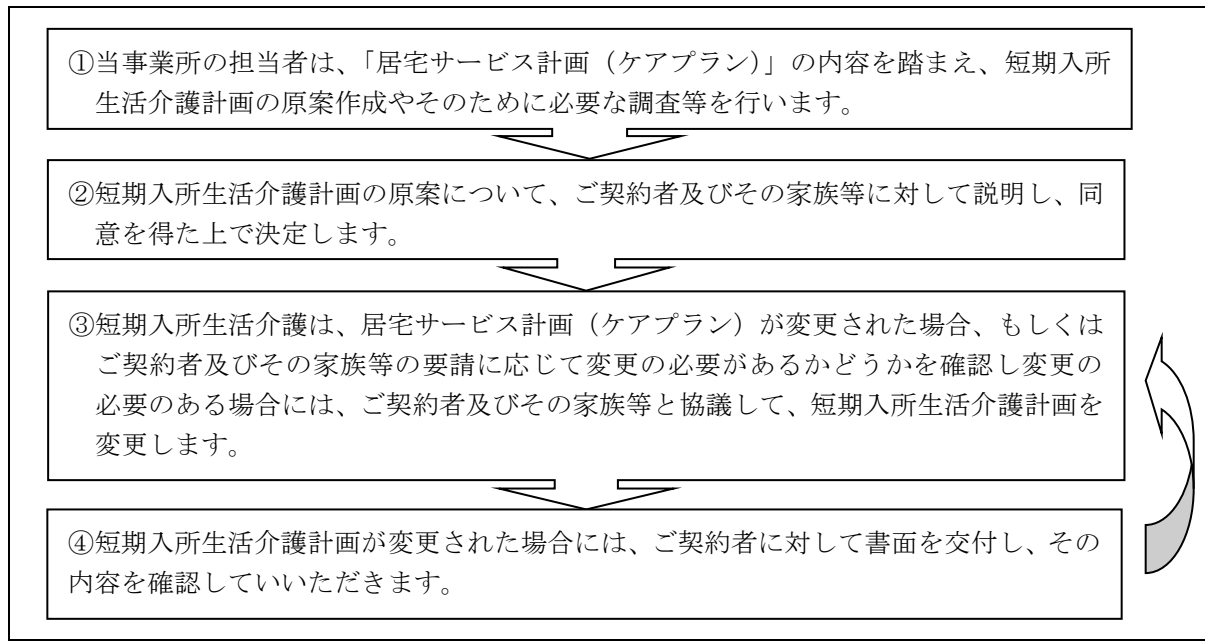 ①当事業所の担当者は、「居宅サービス計画（ケアプラン）」の内容を踏まえ、短期入所
生活介護計画の原案作成やそのために必要な調査等を行います。
②短期入所生活介護計画の原案について、ご契約者及びその家族等に対して説明し、同
意を得た上で決定します。
③短期入所生活介護は、居宅サービス計画（ケアプラン）が変更された場合、もしくは
ご契約者及びその家族等の要請に応じて変更の必要があるかどうかを確認し変更の
必要のある場合には、ご契約者及びその家族等と協議して、短期入所生活介護計画を
変更します。
④短期入所生活介護計画が変更された場合には、ご契約者に対して書面を交付し、その
内容を確認していいただきます。